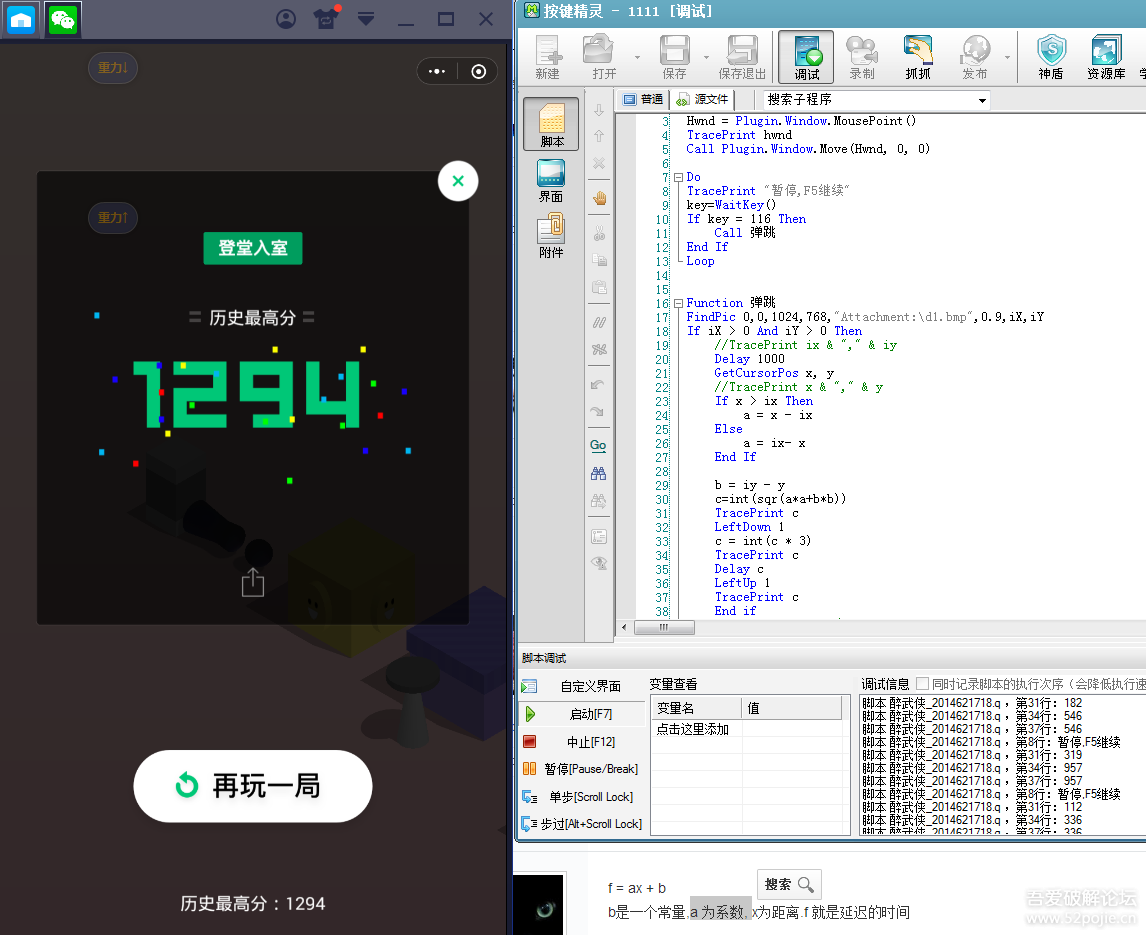 重力↓
重力↑
登堂入室
= 历史最高分 =
1294
再玩一局
历史最高分：1294
按键精灵 - 1111 [调试]
新建
打开
保存
保存退出
调试
录制
抓抓
发布
神盾
资源库
普通
源文件
搜索子程序
脚本
界面
附件
Go
3 Hwnd = Plugin.Window.MousePoint()
4 TracePrint hwnd
5 Call Plugin.Window.Move(Hwnd, 0, 0)
6
7 Do
8 TracePrint "暂停,F5继续"
9 key=WaitKey()
10 If key = 116 Then
11 Call 弹跳
12 End If
13 Loop
14
15
16 Function 弹跳
17 FindPic 0,0,1024,768,"Attachment:\d1.bmp",0.9,iX,iY
18 If iX > 0 And iY > 0 Then
19 //TracePrint ix & "," & iy
20 Delay 1000
21 GetCursorPos x, y
22 //TracePrint x & "," & y
23 If x > ix Then
24 a = x - ix
25 Else
26 a = ix- x
27 End If
28
29 b = iy - y
30 c=int(sqr(a*a+b*b))
31 TracePrint c
32 LeftDown 1
33 c = int(c * 3)
34 TracePrint c
35 Delay c
36 LeftUp 1
37 TracePrint c
38 End if
脚本调试
自定义界面
启动[F7]
中止[F12]
暂停[Pause/Break]
单步[Scroll Lock]
步过[Alt+Scroll Lock]
变量查看
变量名
值
点击这里添加
调试信息
同时记录脚本的执行次序（会降低执行速
脚本 醉武侠_2014621718.q ，第31行：182
脚本 醉武侠_2014621718.q ，第34行：546
脚本 醉武侠_2014621718.q ，第37行：546
脚本 醉武侠_2014621718.q ，第8行：暂停,F5继续
脚本 醉武侠_2014621718.q ，第31行：319
脚本 醉武侠_2014621718.q ，第34行：957
脚本 醉武侠_2014621718.q ，第37行：957
脚本 醉武侠_2014621718.q ，第8行：暂停,F5继续
脚本 醉武侠_2014621718.q ，第31行：112
脚本 醉武侠_2014621718.q ，第34行：336
脚本 醉武侠_2014621718.q ，第37行：336
f = ax + b
搜索
b是一个常量,a 为系数, x为距离.f 就是延迟的时间
吾爱破解论坛
www.52pojie.cn